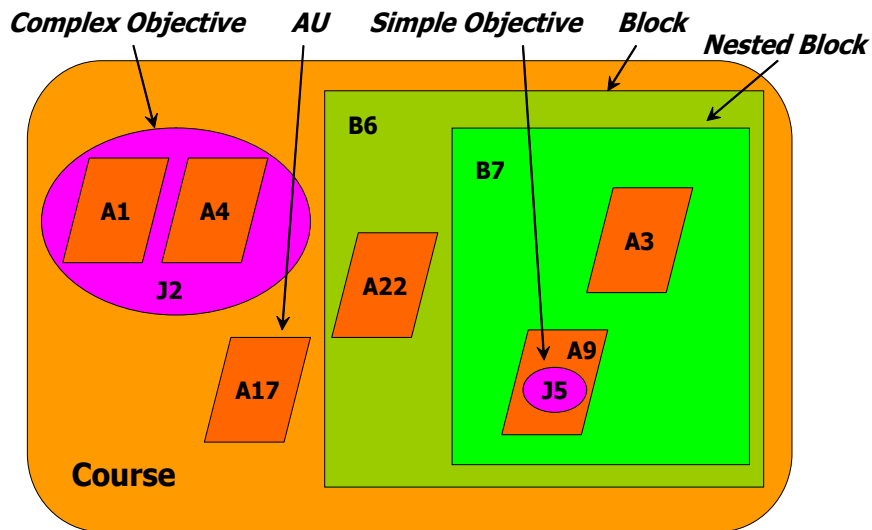 Complex Objective
AU
Simple Objective
Block
Nested Block
B6
B7
A1
A4
J2
A3
A22
A9
J5
A17
Course